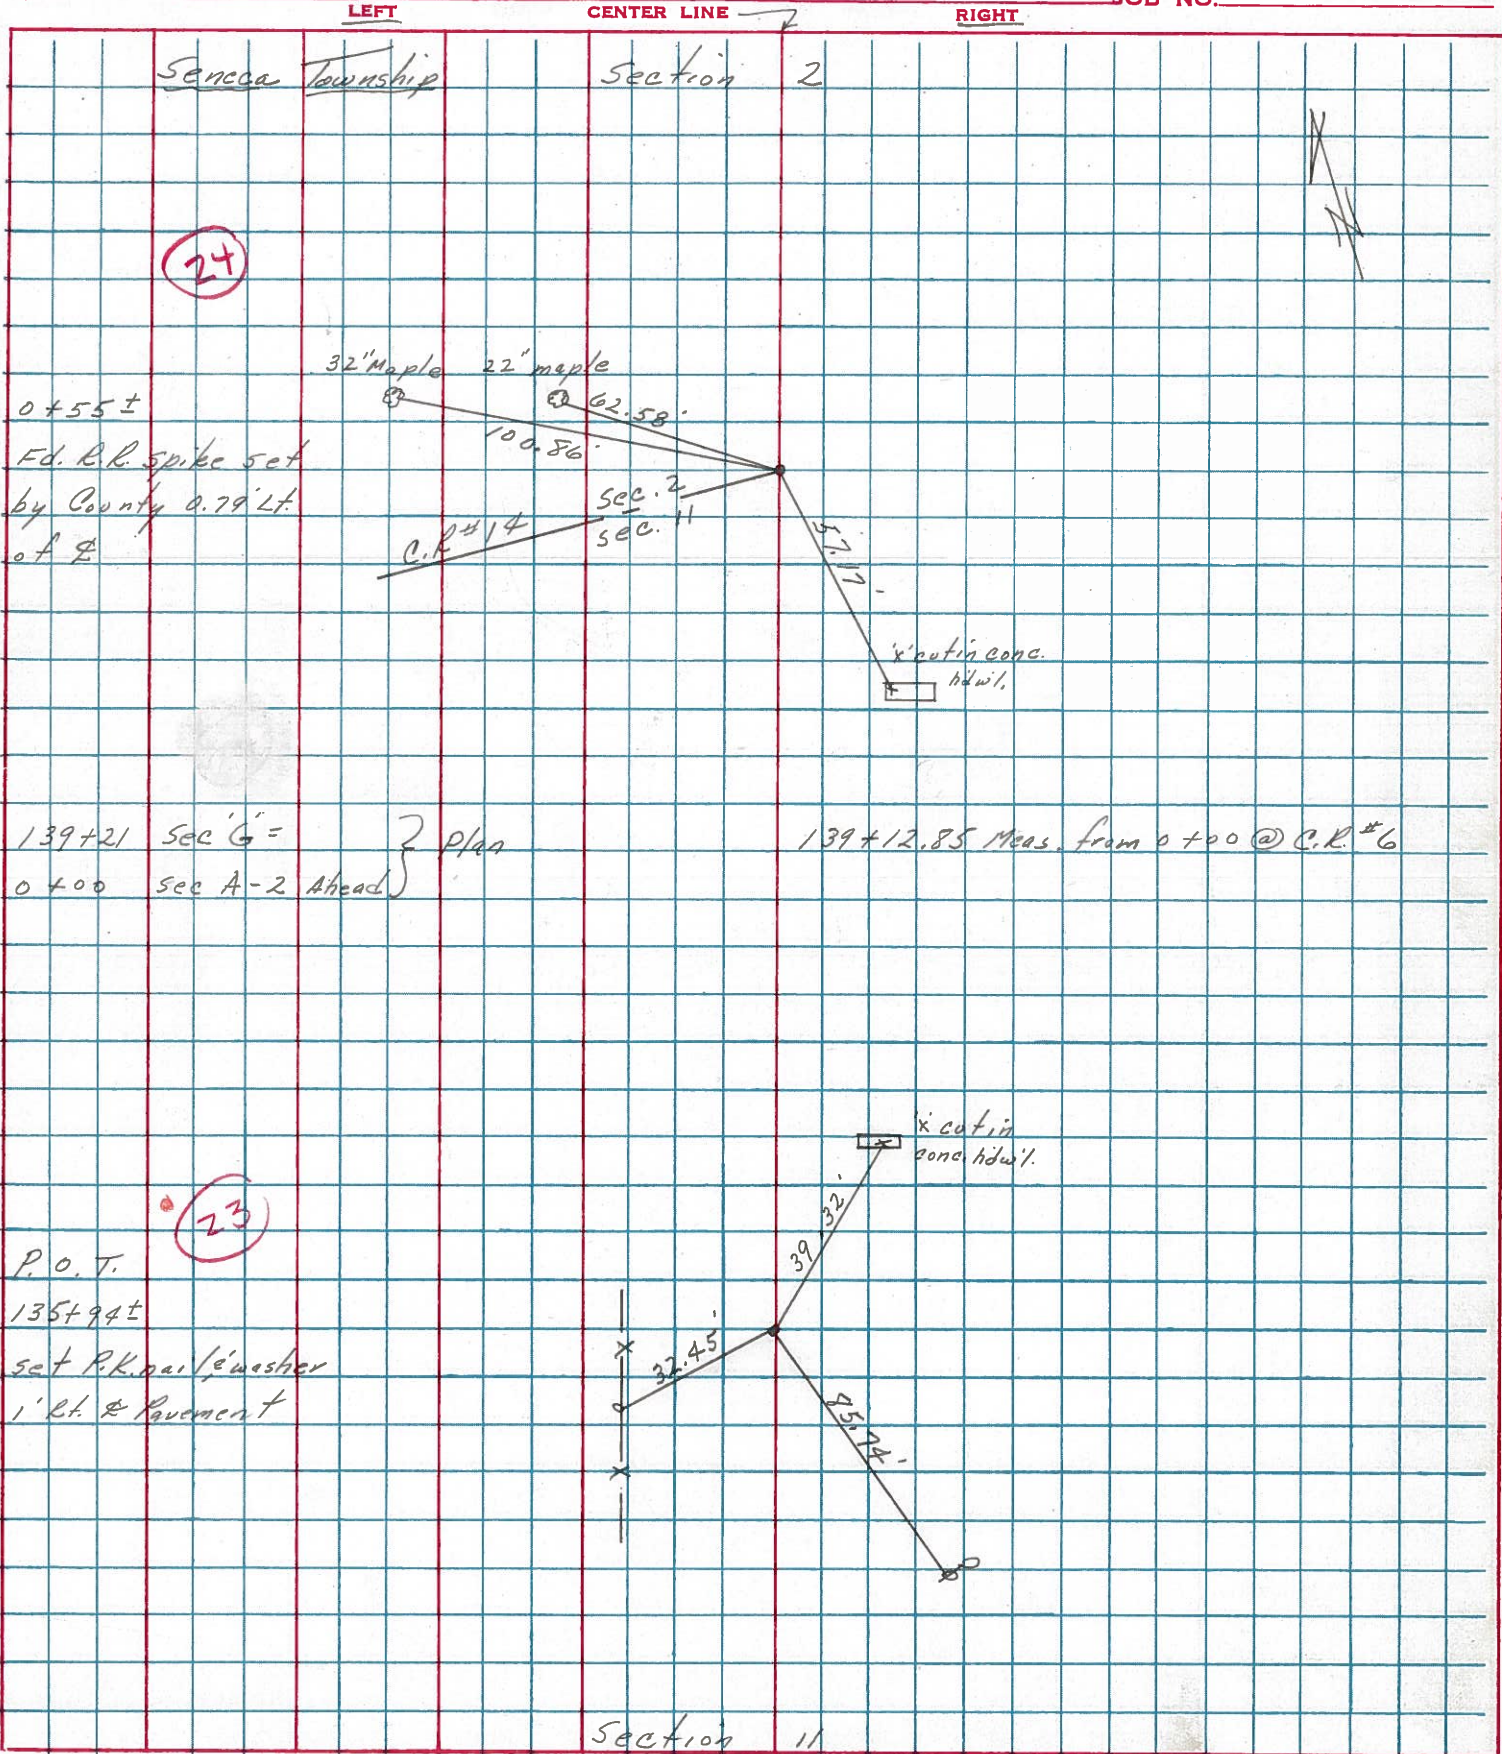 JOB NO.
LEFT CENTER LINE RIGHT
Seneca Township Section 2
N
24
32" Maple 22" maple
62.58'
100.86'
0+55±
Fd. R.R. spike set
by County 0.79' Lt.
of ℄
sec. 2
sec. 11
C.R #14
57.17'
'x' cut in conc.
hdw'l.
139+21 sec 'G' = } Plan 139+12.85 Meas. from 0+00 @ C.R. #6
0+00 sec A-2 Ahead
'x' cut in
conc. hdw'l.
23
39.32'
P.O.T.
135+94±
set P.K. nail & washer
1' Rt. ℄ Pavement
32.45'
85.74'
Section 11